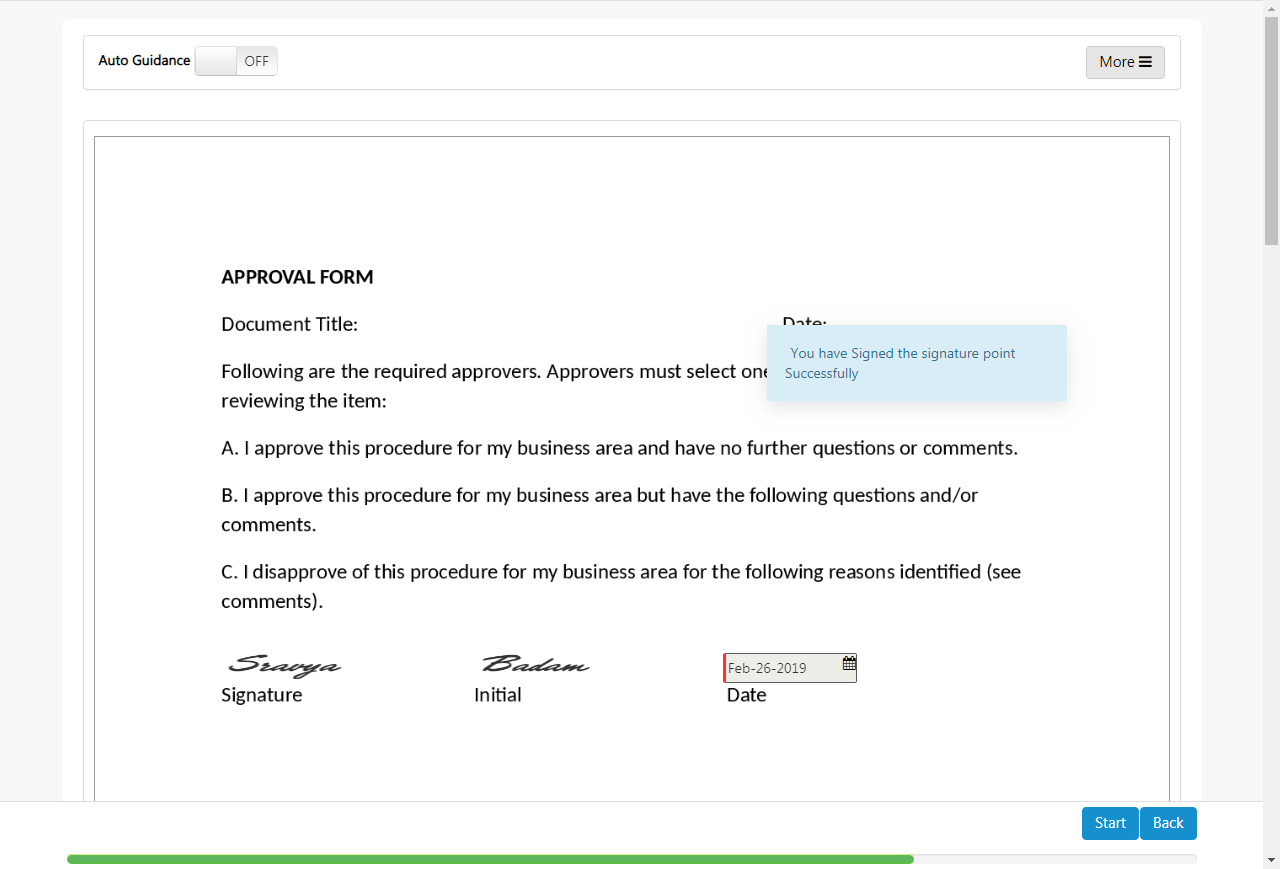 Auto Guidance OFF More
APPROVAL FORM
Document Title: Date:
You have Signed the signature point
Successfully
Following are the required approvers. Approvers must select one
reviewing the item:
A. I approve this procedure for my business area and have no further questions or comments.
B. I approve this procedure for my business area but have the following questions and/or
comments.
C. I disapprove of this procedure for my business area for the following reasons identified (see
comments).
Sravya Badam Feb-26-2019
Signature Initial Date
Start Back